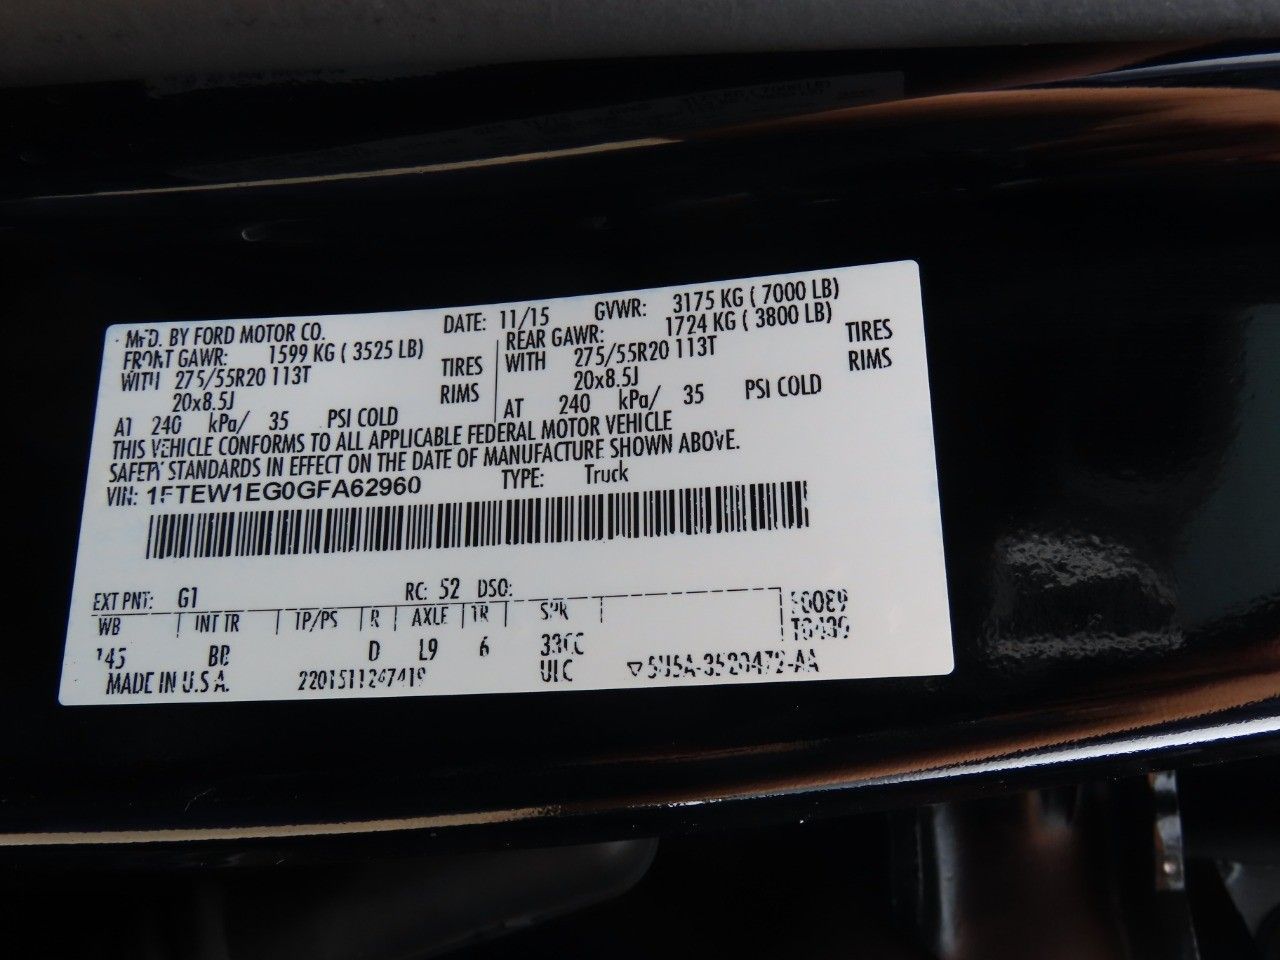 MFD. BY FORD MOTOR CO. DATE: 11/15 GVWR: 3175 KG ( 7000 LB)
FRONT GAWR: 1599 KG ( 3525 LB) REAR GAWR: 1724 KG ( 3800 LB)
WITH 275/55R20 113T TIRES WITH 275/55R20 113T TIRES
20x8.5J RIMS 20x8.5J RIMS
AT 240 kPa/ 35 PSI COLD AT 240 kPa/ 35 PSI COLD
THIS VEHICLE CONFORMS TO ALL APPLICABLE FEDERAL MOTOR VEHICLE
SAFETY STANDARDS IN EFFECT ON THE DATE OF MANUFACTURE SHOWN ABOVE.
VIN: 1FTEW1EG0GFA62960 TYPE: Truck
EXT PNT: G1 RC: 52 DSO:
WB INT TR TP/PS R AXLE TR SPR
145 D L9 6
MADE IN U.S.A. ULC